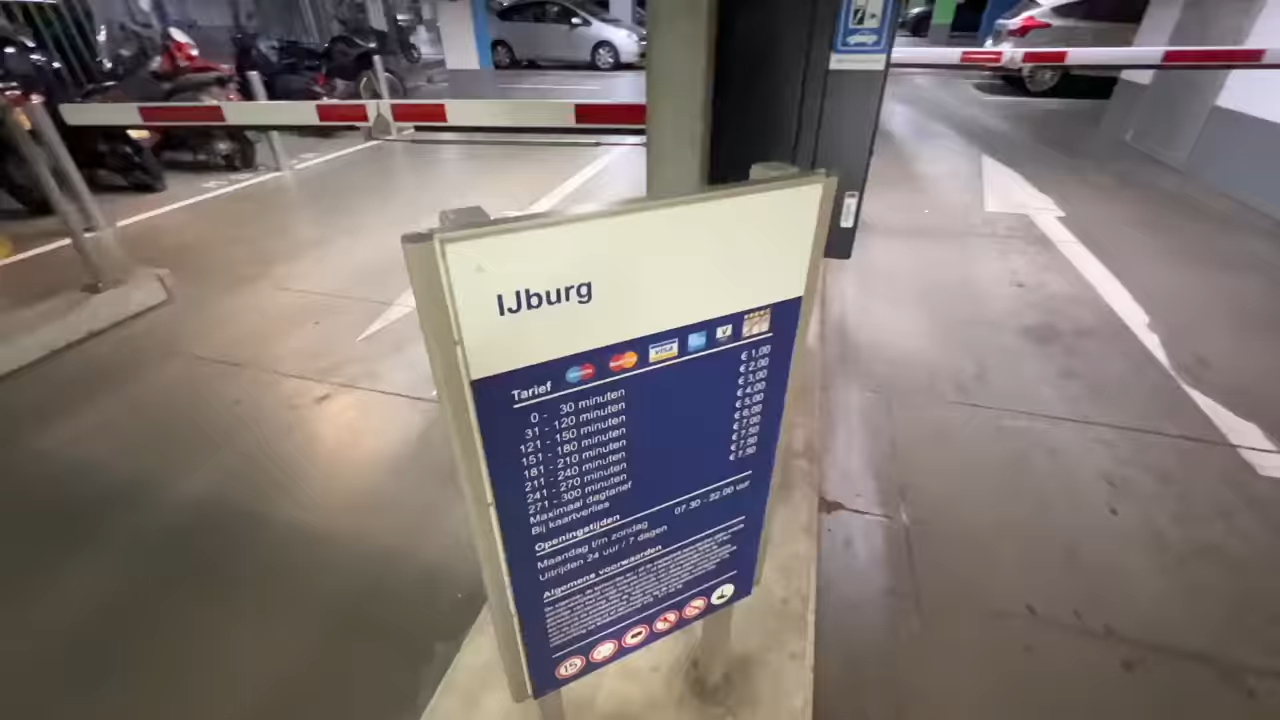 IJburg
VISA
Tarief
0 - 30 minuten € 1,00
31 - 120 minuten € 2,00
121 - 150 minuten € 3,00
151 - 180 minuten € 4,00
181 - 210 minuten € 5,00
211 - 240 minuten € 6,00
241 - 270 minuten € 7,00
271 - 300 minuten € 7,50
Maximaal dagtarief € 7,50
Bij kaartverlies € 7,50
Openingstijden
Maandag t/m zondag 07.30 - 22.00 uur
Uitrijden 24 uur / 7 dagen
Algemene voorwaarden
15